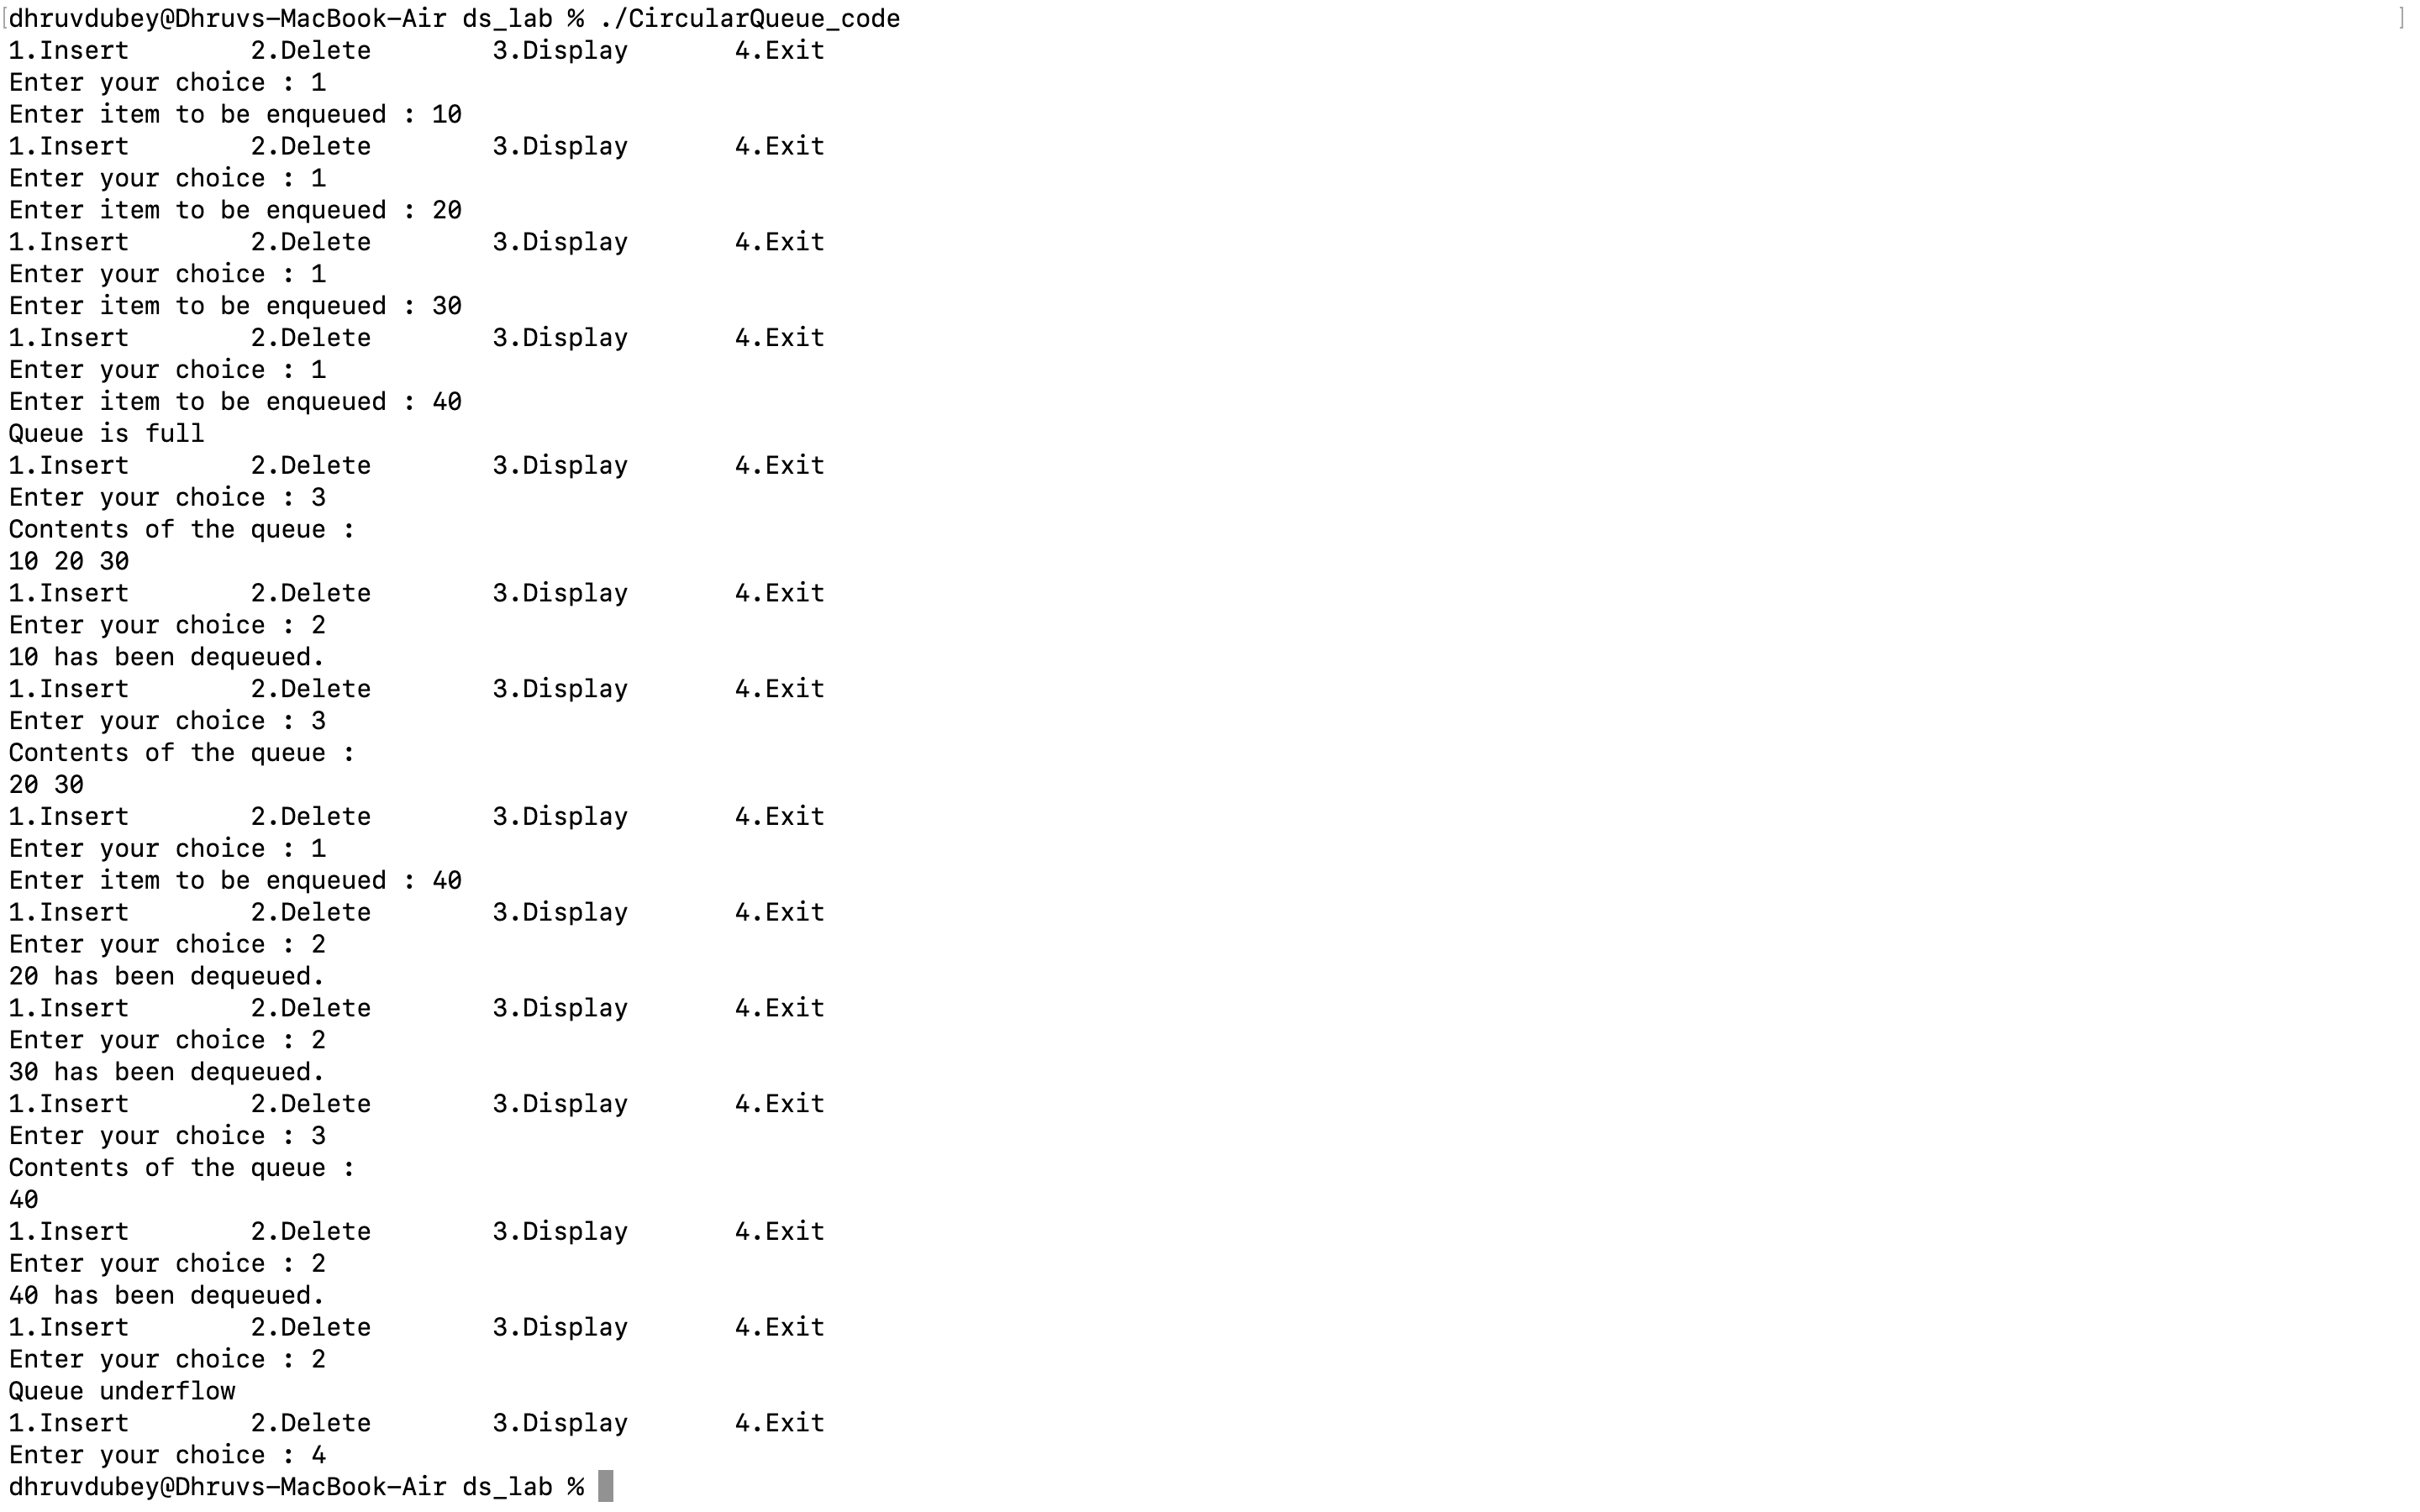 [dhruvdubey@Dhruvs-MacBook-Air ds_lab % ./CircularQueue_code ]
1.Insert        2.Delete        3.Display       4.Exit
Enter your choice : 1
Enter item to be enqueued : 10
1.Insert        2.Delete        3.Display       4.Exit
Enter your choice : 1
Enter item to be enqueued : 20
1.Insert        2.Delete        3.Display       4.Exit
Enter your choice : 1
Enter item to be enqueued : 30
1.Insert        2.Delete        3.Display       4.Exit
Enter your choice : 1
Enter item to be enqueued : 40
Queue is full
1.Insert        2.Delete        3.Display       4.Exit
Enter your choice : 3
Contents of the queue :
10 20 30
1.Insert        2.Delete        3.Display       4.Exit
Enter your choice : 2
10 has been dequeued.
1.Insert        2.Delete        3.Display       4.Exit
Enter your choice : 3
Contents of the queue :
20 30
1.Insert        2.Delete        3.Display       4.Exit
Enter your choice : 1
Enter item to be enqueued : 40
1.Insert        2.Delete        3.Display       4.Exit
Enter your choice : 2
20 has been dequeued.
1.Insert        2.Delete        3.Display       4.Exit
Enter your choice : 2
30 has been dequeued.
1.Insert        2.Delete        3.Display       4.Exit
Enter your choice : 3
Contents of the queue :
40
1.Insert        2.Delete        3.Display       4.Exit
Enter your choice : 2
40 has been dequeued.
1.Insert        2.Delete        3.Display       4.Exit
Enter your choice : 2
Queue underflow
1.Insert        2.Delete        3.Display       4.Exit
Enter your choice : 4
dhruvdubey@Dhruvs-MacBook-Air ds_lab %